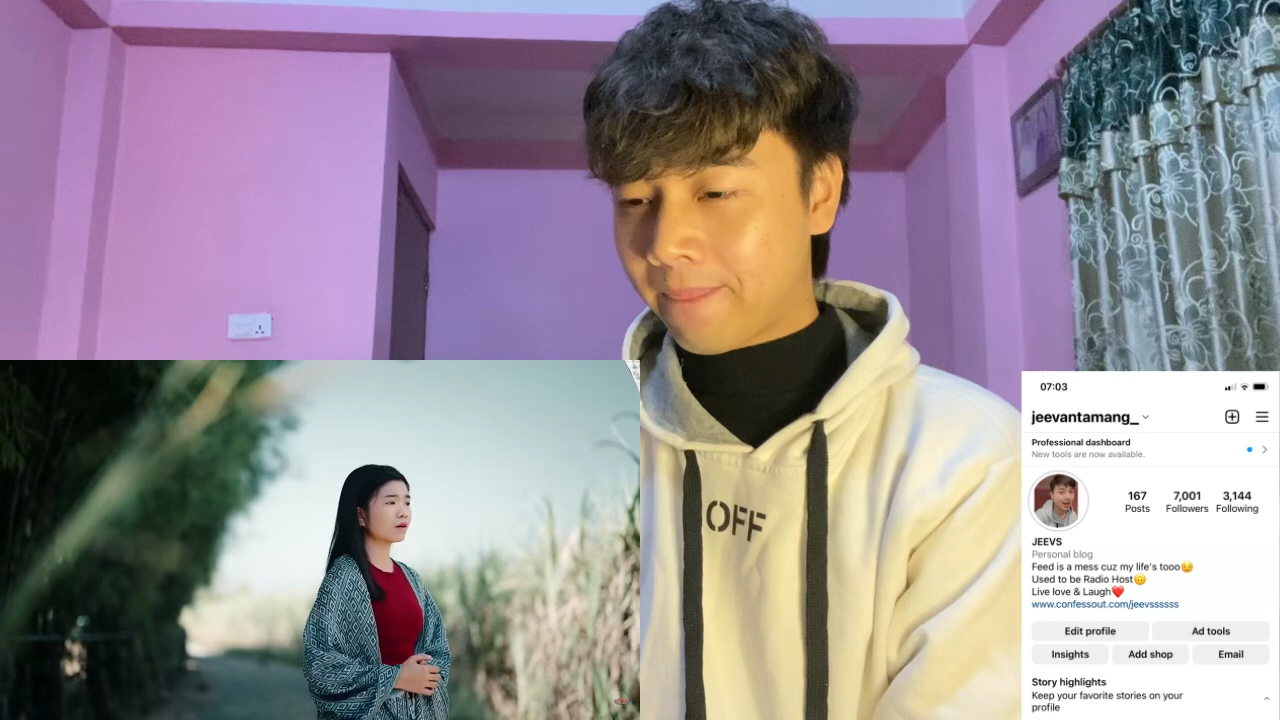 OFF
07:03
jeevantamang_
Professional dashboard
New tools are now available.
167 7,001 3,144
Posts Followers Following
JEEVS
Personal blog
Feed is a mess cuz my life's tooo😔
Used to be Radio Host🙃
Live love & Laugh❤️
www.confessout.com/jeevssssss
Edit profile Ad tools
Insights Add shop Email
Story highlights
Keep your favorite stories on your
profile